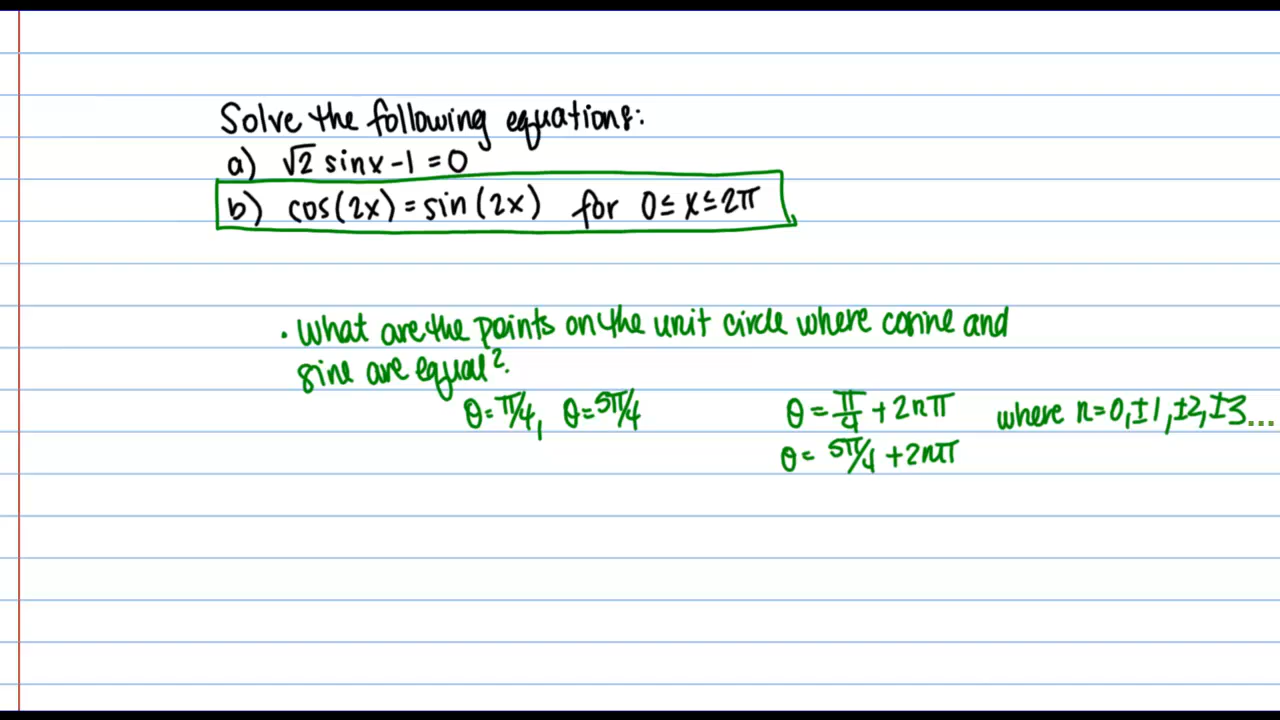 Solve the following equations:
a) √2 sinx - 1 = 0
b) cos(2x) = sin(2x) for 0 ≤ x ≤ 2π
• What are the points on the unit circle where cosine and
sine are equal?
θ = π/4, θ = 5π/4
θ = π/4 + 2nπ where n = 0, ±1, ±2, ±3...
θ = 5π/4 + 2nπ